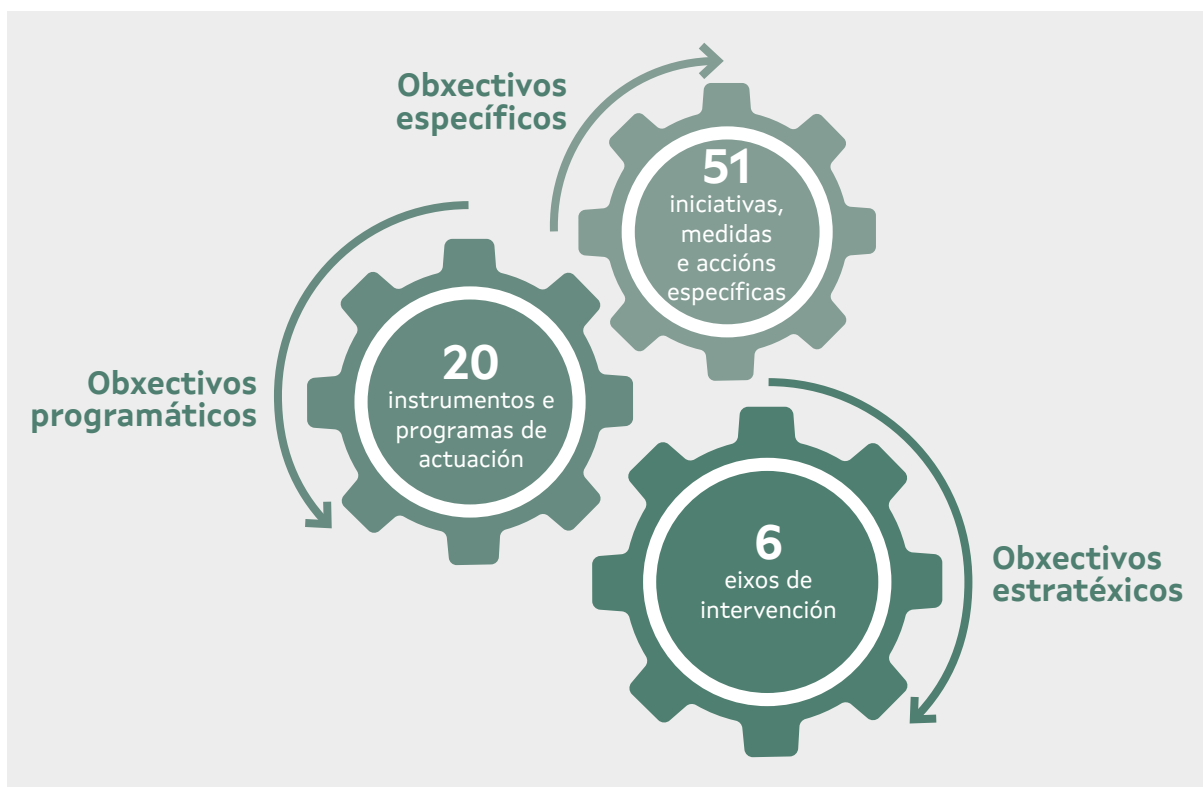 Obxectivos
específicos
51
iniciativas,
medidas
e accións
específicas
Obxectivos
programáticos
20
instrumentos e
programas de
actuación
6
eixos de
intervención
Obxectivos
estratéxicos